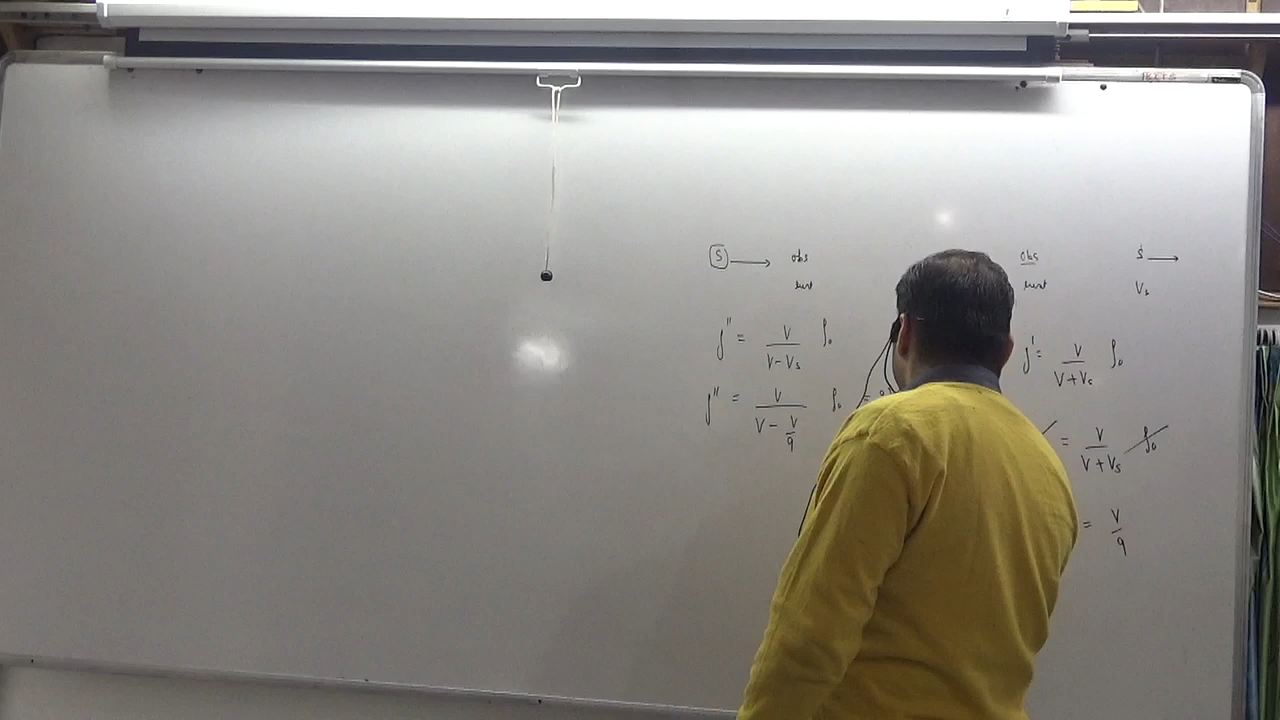 S → obs
rest
f'' = V / (V - Vs) f₀
f'' = V / (V - V/9) f₀ =
obs S →
rest Vs
f' = V / (V + Vs) f₀
= V / (V + Vs) f₀
= V / 9